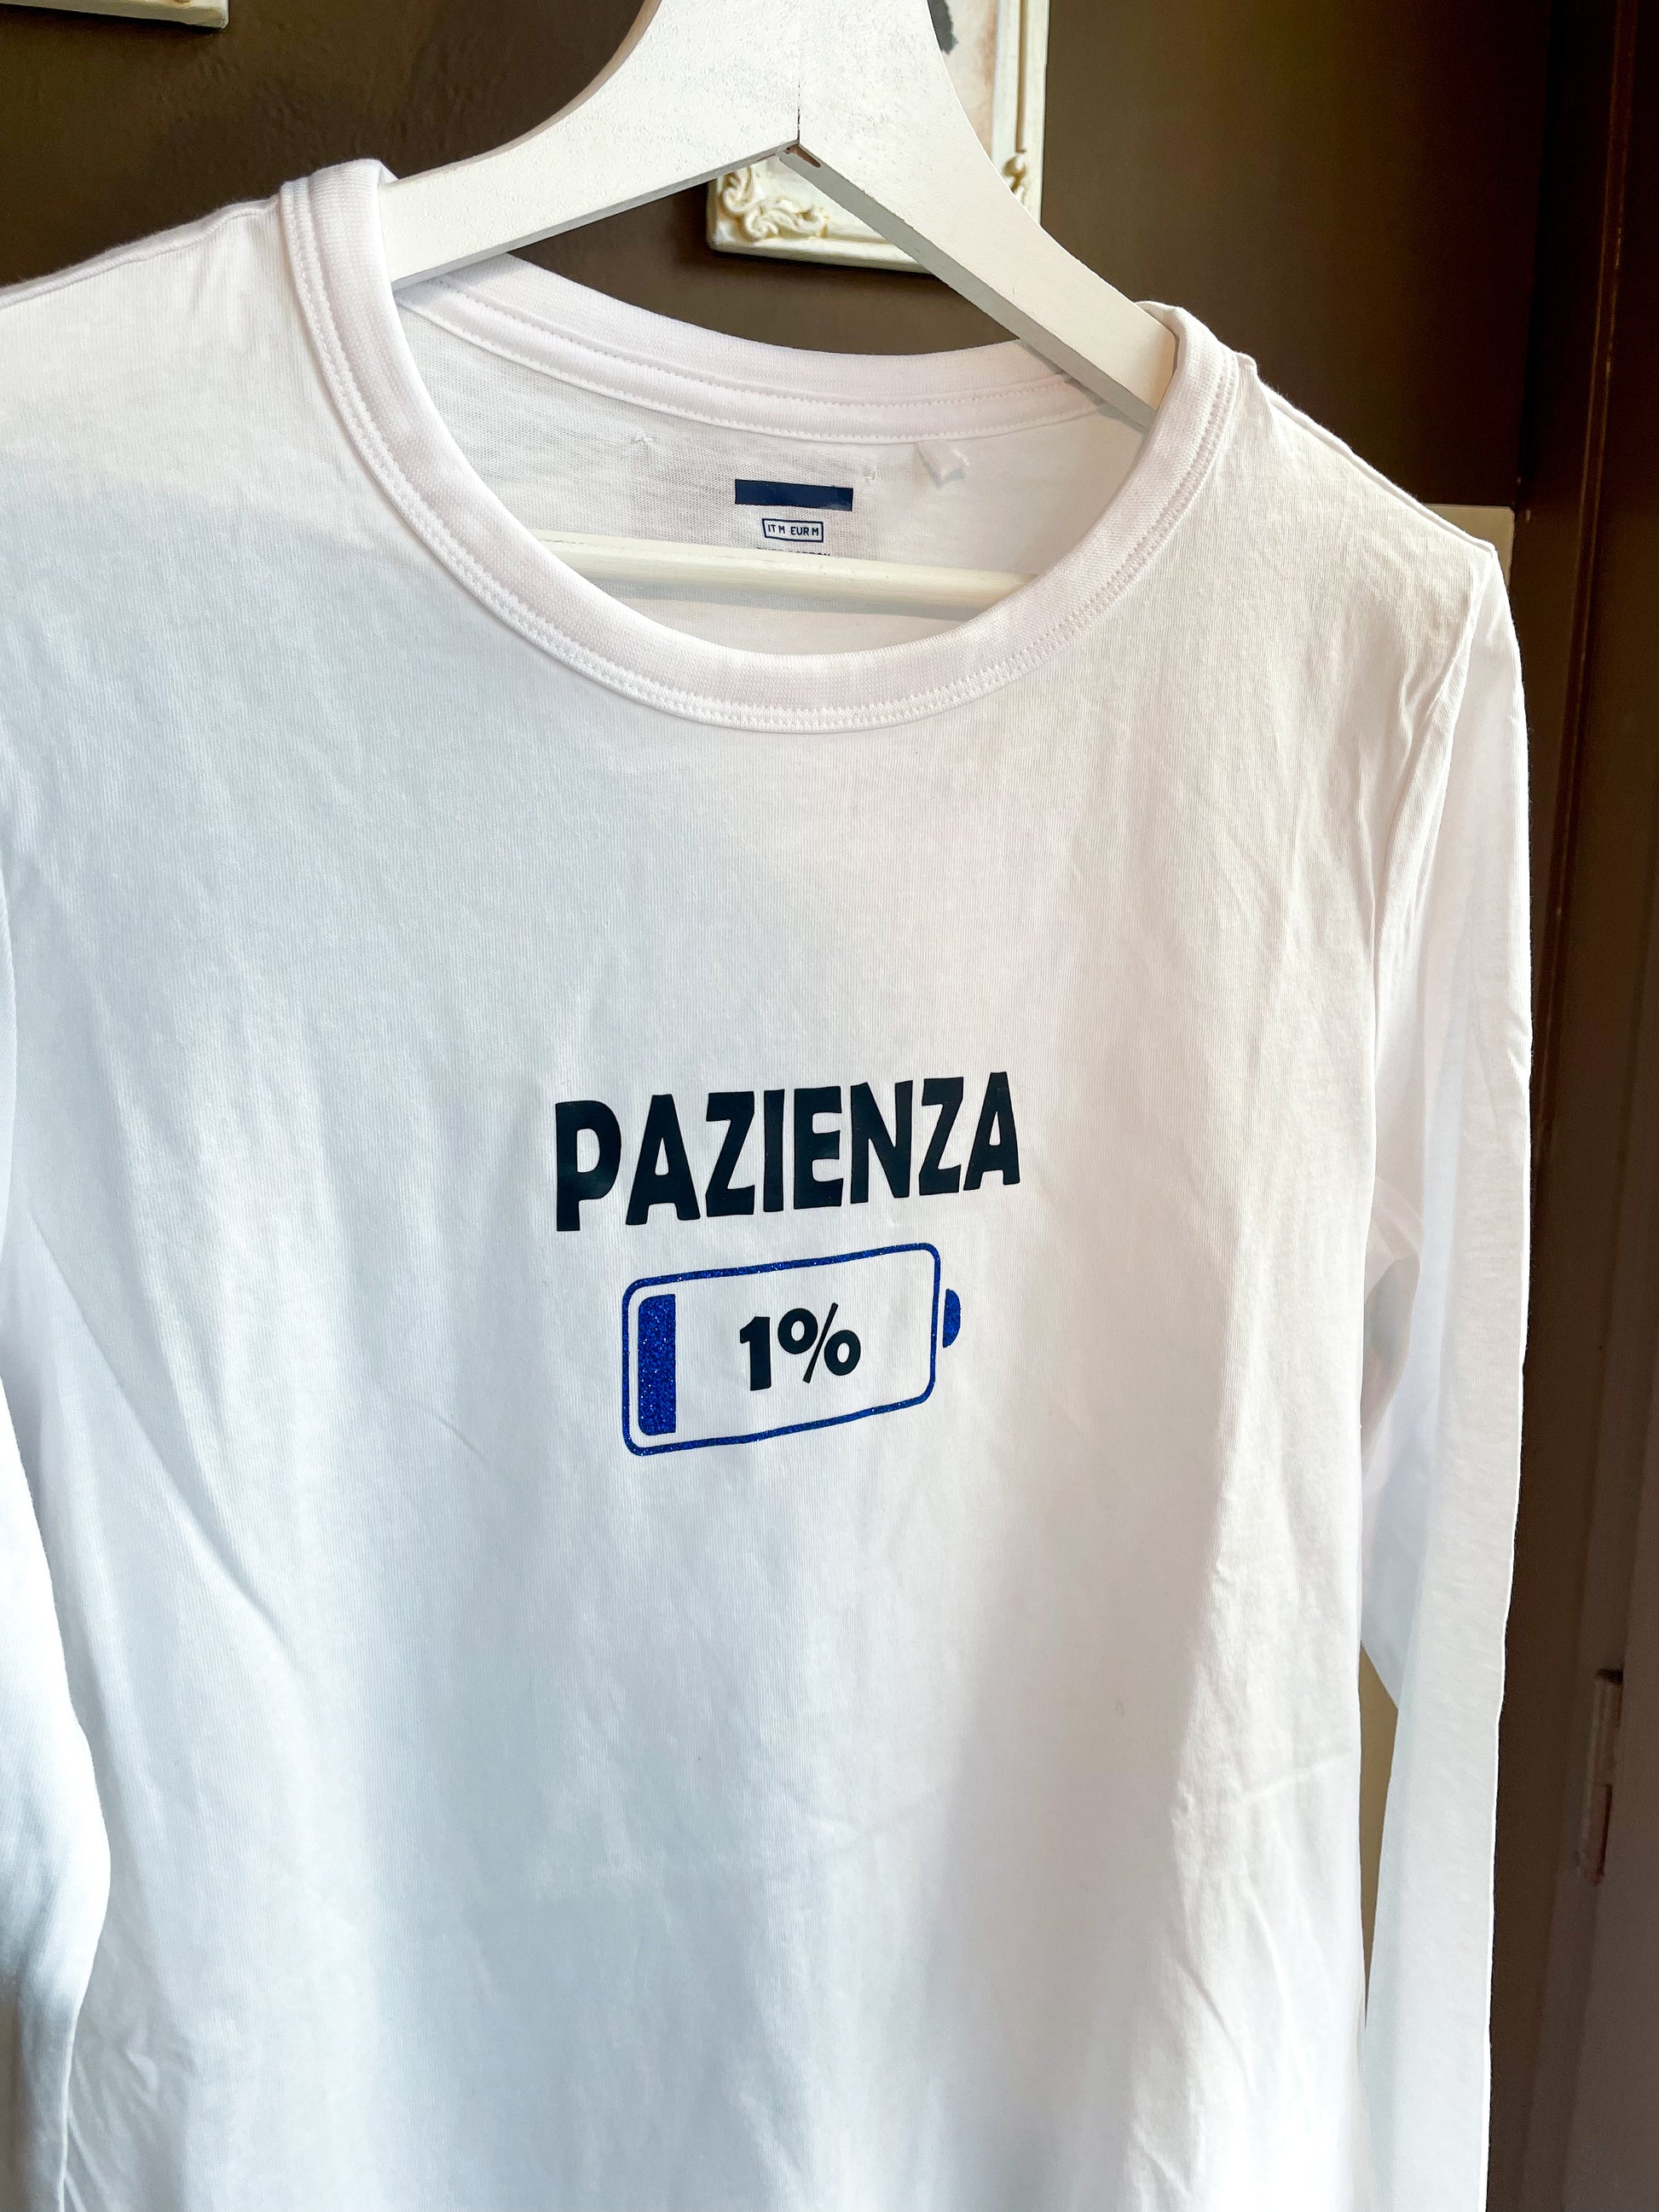 IT M EUR M
PAZIENZA
1%